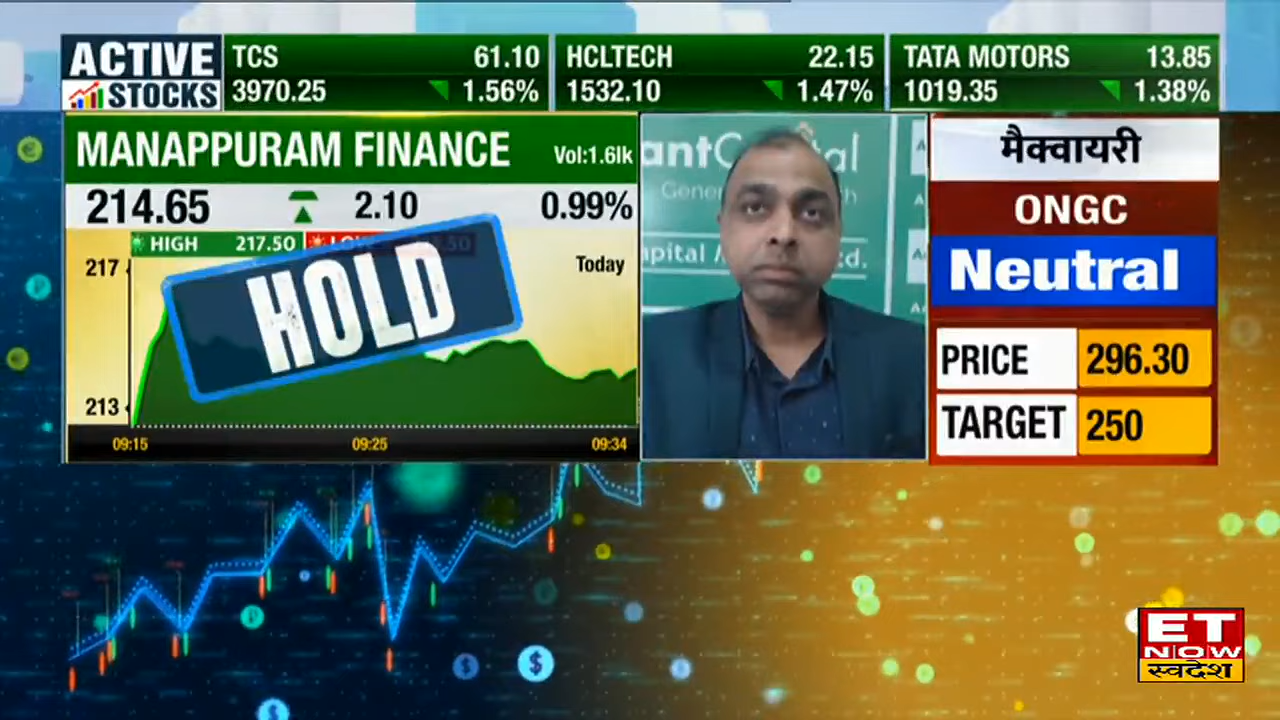 ACTIVE
STOCKS
TCS 61.10
3970.25 1.56%
HCLTECH 22.15
1532.10 1.47%
TATA MOTORS 13.85
1019.35 1.38%
MANAPPURAM FINANCE Vol:1.6lk
214.65 2.10 0.99%
HIGH 217.50
HOLD
Today
217
213
09:15 09:25 09:34
antCapital
मैक्वायरी
ONGC
Neutral
PRICE 296.30
TARGET 250
ET
NOW
स्वदेश